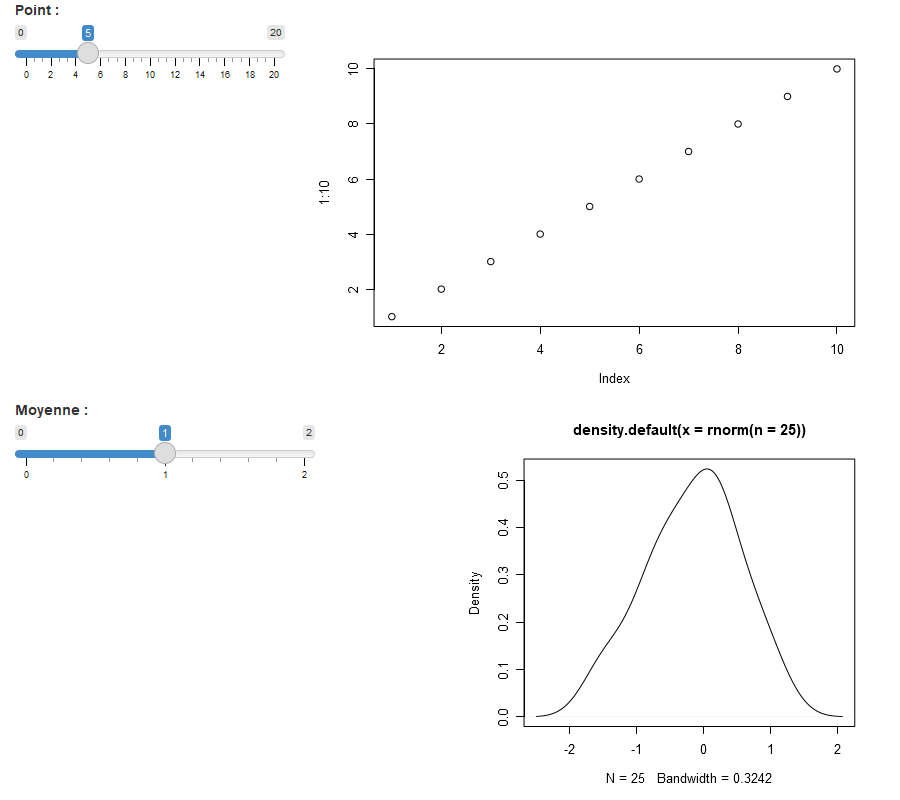 Point :
0 5 20
0 2 4 6 8 10 12 14 16 18 20
10
8
6
4
2
1:10
2 4 6 8 10
Index
Moyenne :
0 1 2
0 1 2
density.default(x = rnorm(n = 25))
0.5
0.4
0.3
0.2
0.1
0.0
Density
-2 -1 0 1 2
N = 25 Bandwidth = 0.3242